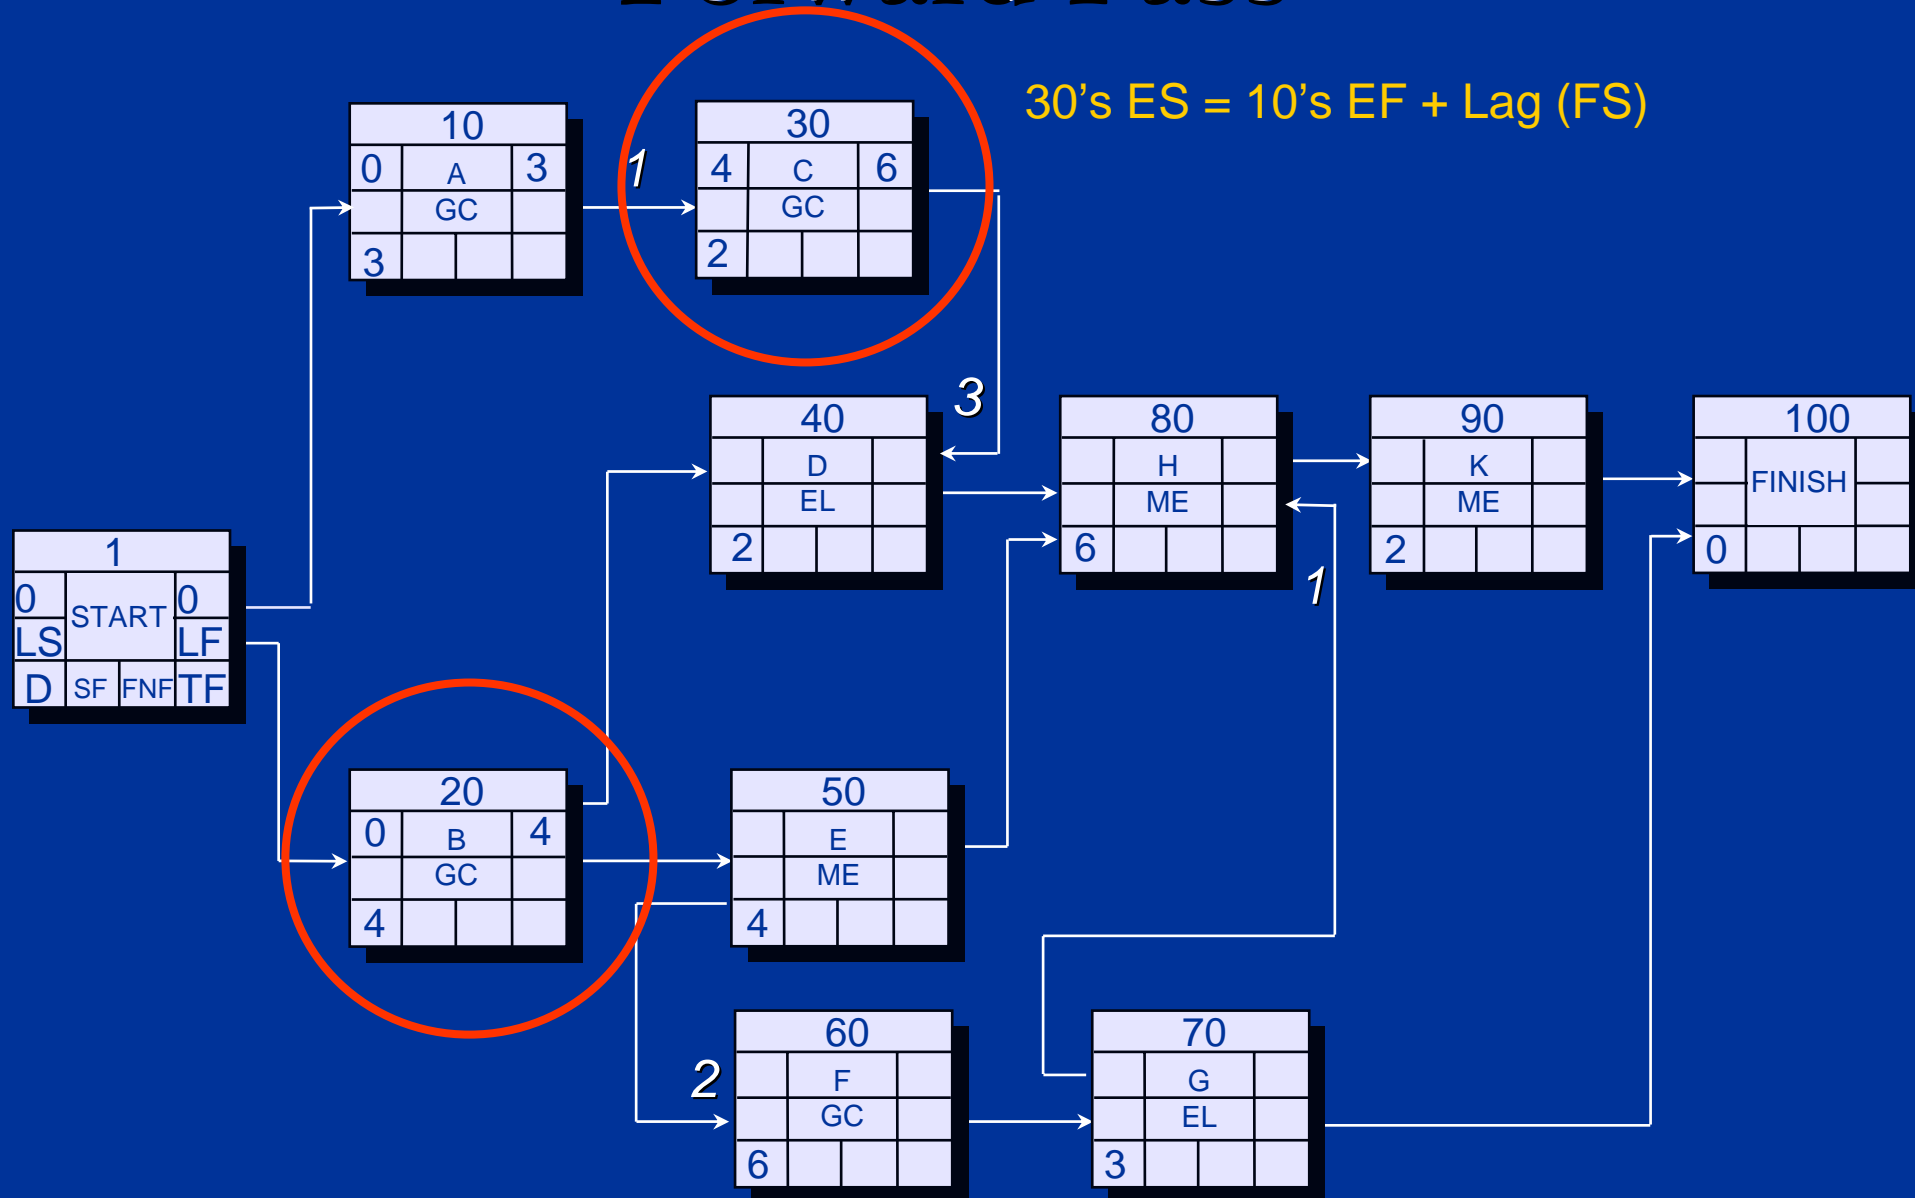 30's ES = 10's EF + Lag (FS)
10
0 A 3
GC
3
1
30
4 C 6
GC
2
3
40
D
EL
2
80
H
ME
6
1
90
K
ME
2
100
FINISH
0
1
0 START 0
LS LF
D SF FNF TF
20
0 B 4
GC
4
50
E
ME
4
2
60
F
GC
6
70
G
EL
3